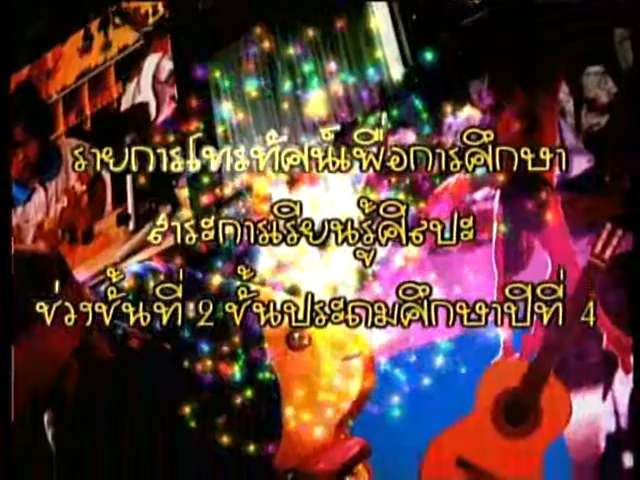 รายการโทรทัศน์เพื่อการศึกษา
สาระการเรียนรู้ศิลปะ
ช่วงชั้นที่ 2 ชั้นประถมศึกษาปีที่ 4